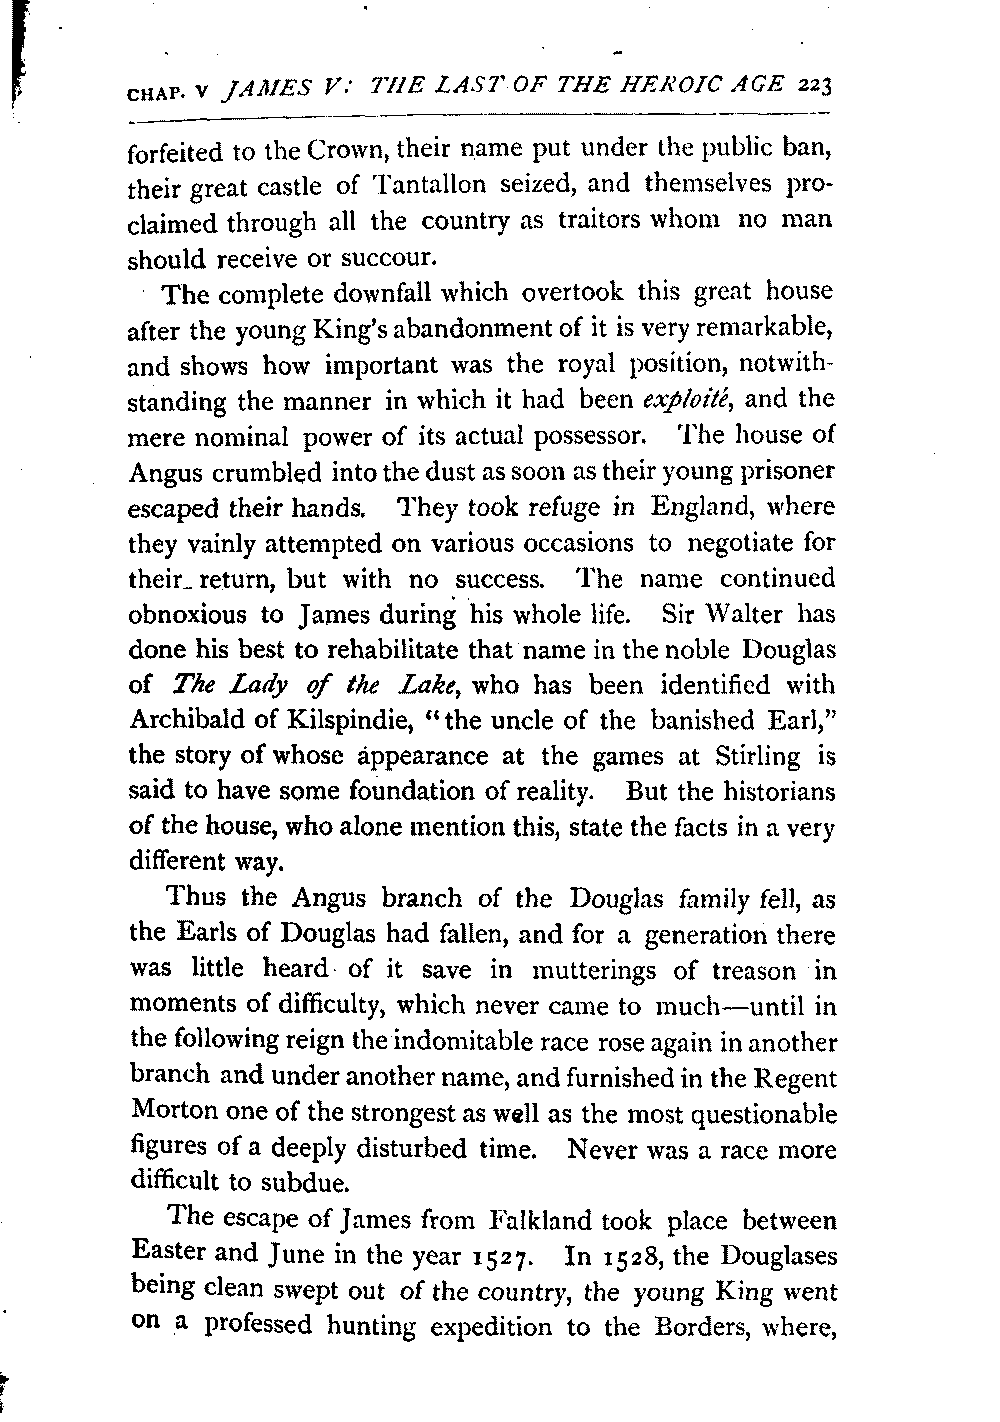 CHAP. V JAMES V: THE LAST OF THE HEROIC AGE 223
forfeited to the Crown, their name put under the public ban,
their great castle of Tantallon seized, and themselves pro-
claimed through all the country as traitors whom no man
should receive or succour.
The complete downfall which overtook this great house
after the young King's abandonment of it is very remarkable,
and shows how important was the royal position, notwith-
standing the manner in which it had been exploité, and the
mere nominal power of its actual possessor. The house of
Angus crumbled into the dust as soon as their young prisoner
escaped their hands. They took refuge in England, where
they vainly attempted on various occasions to negotiate for
their return, but with no success. The name continued
obnoxious to James during his whole life. Sir Walter has
done his best to rehabilitate that name in the noble Douglas
of The Lady of the Lake, who has been identified with
Archibald of Kilspindie, "the uncle of the banished Earl,"
the story of whose appearance at the games at Stirling is
said to have some foundation of reality. But the historians
of the house, who alone mention this, state the facts in a very
different way.
Thus the Angus branch of the Douglas family fell, as
the Earls of Douglas had fallen, and for a generation there
was little heard of it save in mutterings of treason in
moments of difficulty, which never came to much—until in
the following reign the indomitable race rose again in another
branch and under another name, and furnished in the Regent
Morton one of the strongest as well as the most questionable
figures of a deeply disturbed time. Never was a race more
difficult to subdue.
The escape of James from Falkland took place between
Easter and June in the year 1527. In 1528, the Douglases
being clean swept out of the country, the young King went
on a professed hunting expedition to the Borders, where,